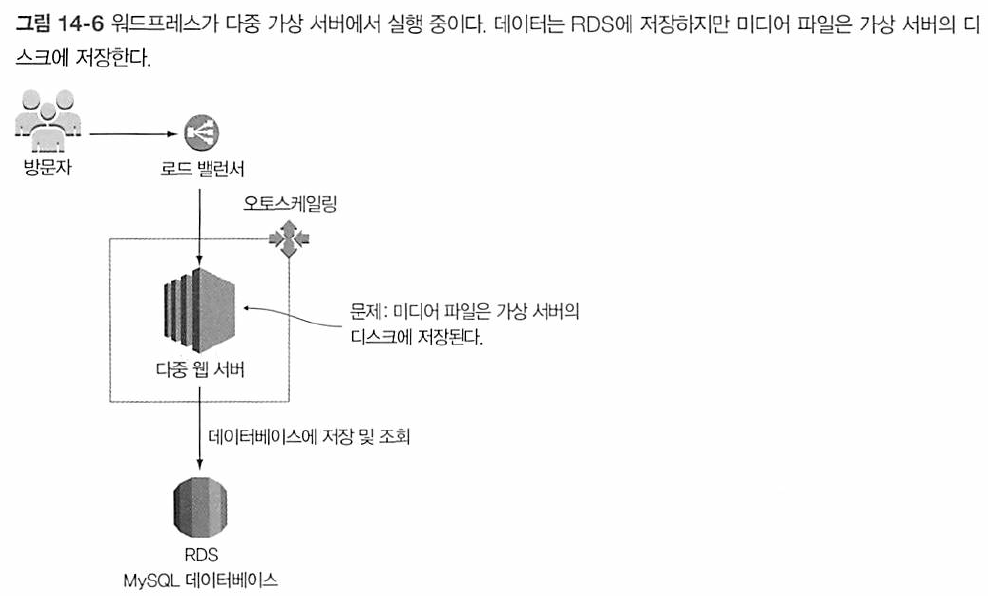 그림 14-6 워드프레스가 다중 가상 서버에서 실행 중이다. 데이터는 RDS에 저장하지만 미디어 파일은 가상 서버의 디
스크에 저장한다.
방문자
로드 밸런서
오토스케일링
문제: 미디어 파일은 가상 서버의
디스크에 저장된다.
다중 웹 서버
데이터베이스에 저장 및 조회
RDS
MySQL 데이터베이스